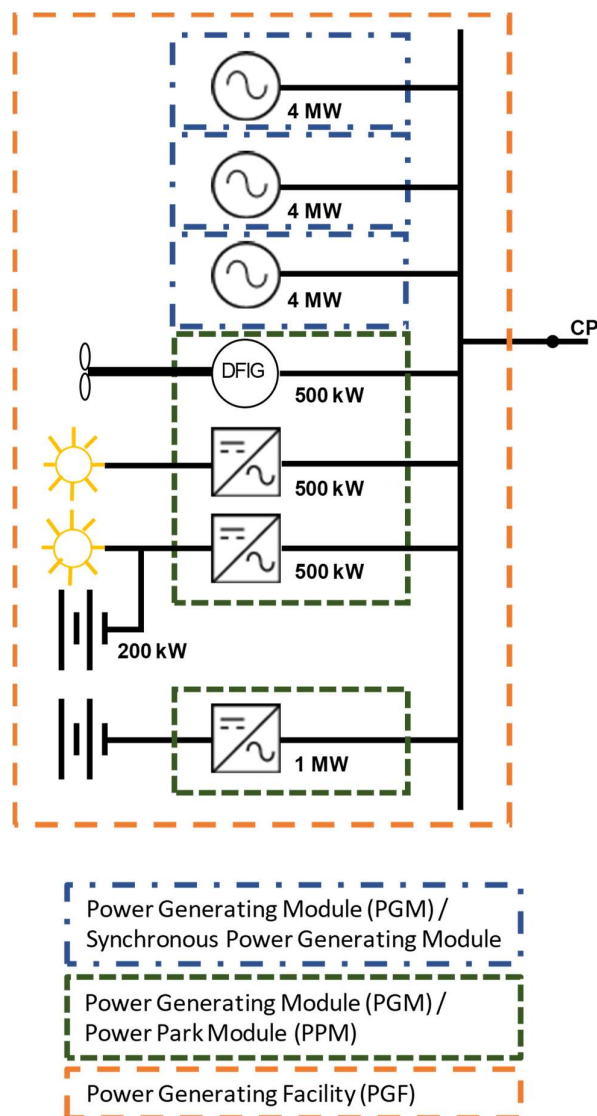 4 MW
4 MW
4 MW
CP
DFIG
500 kW
500 kW
500 kW
200 kW
1 MW
Power Generating Module (PGM) /
Synchronous Power Generating Module
Power Generating Module (PGM) /
Power Park Module (PPM)
Power Generating Facility (PGF)